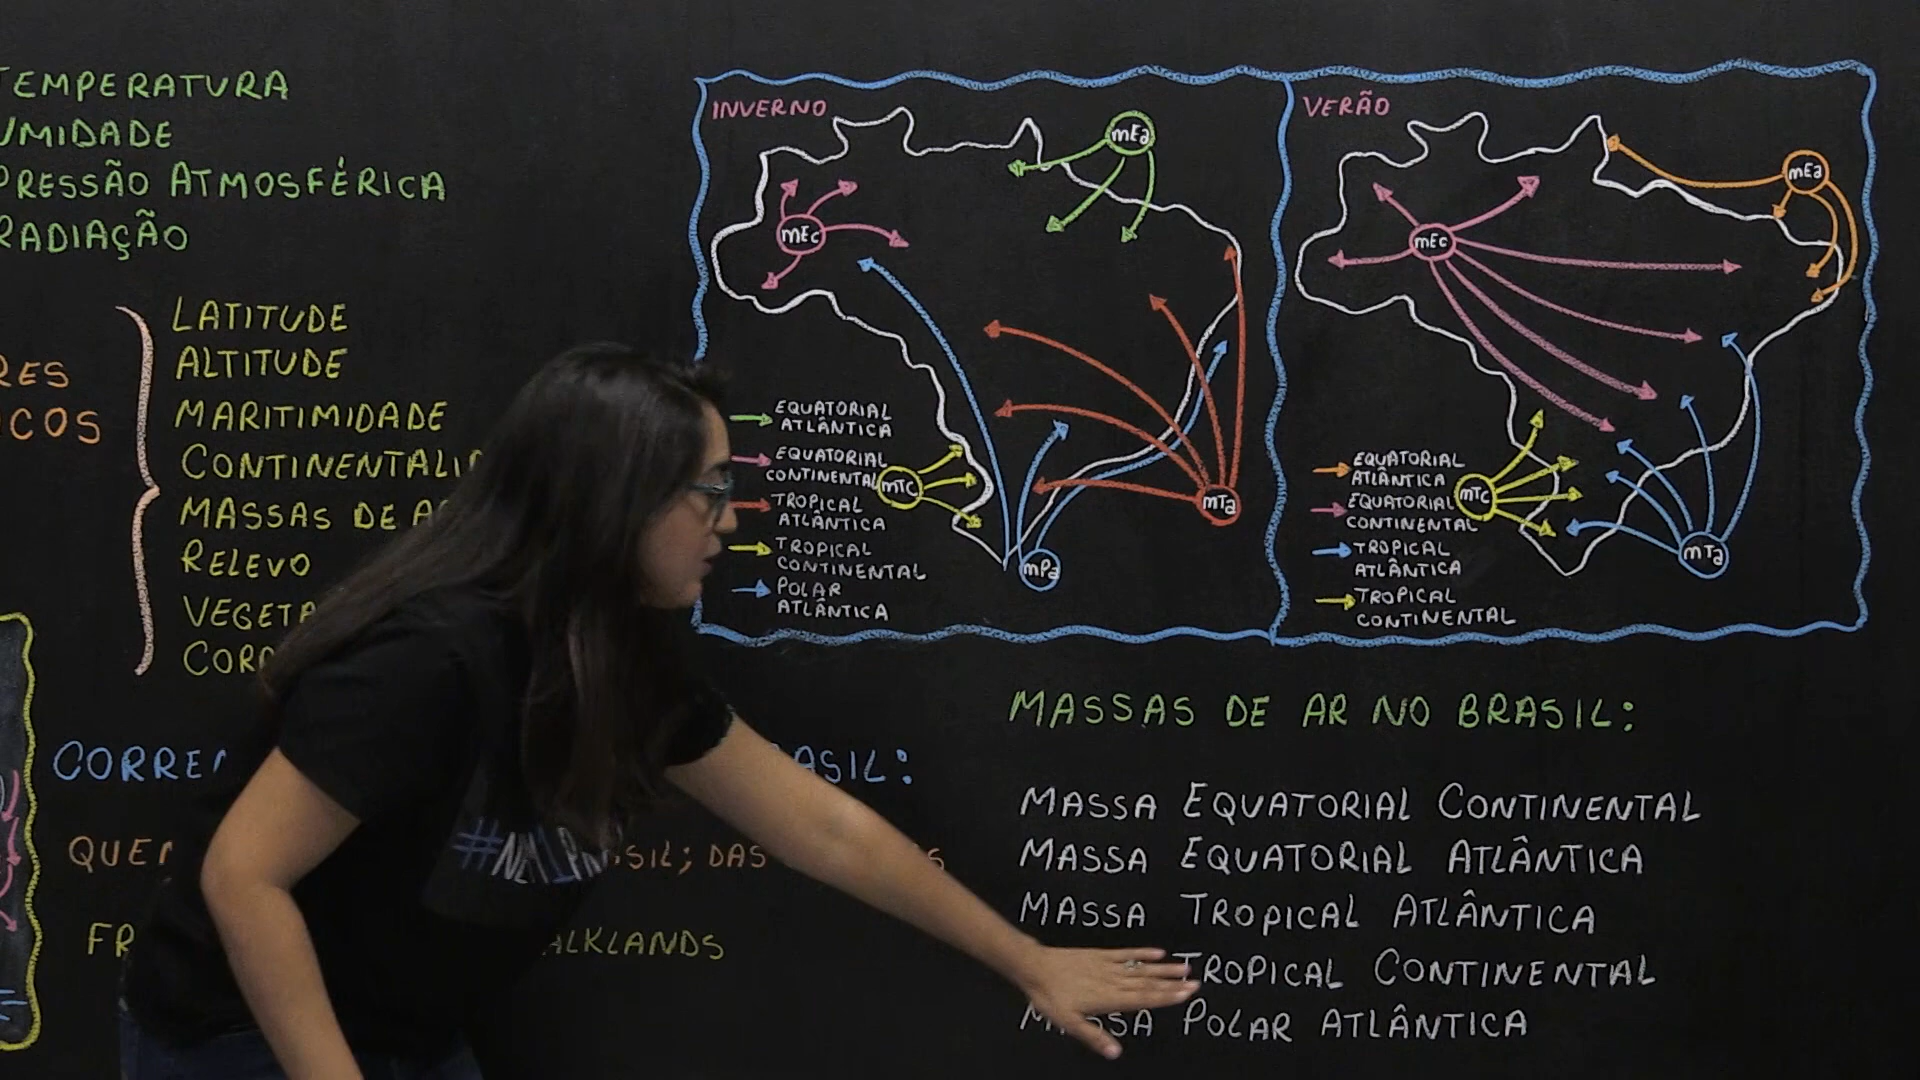 TEMPERATURA
UMIDADE
PRESSÃO ATMOSFÉRICA
RADIAÇÃO
RES
ICOS
LATITUDE
ALTITUDE
MARITIMIDADE
CONTINENTALI
MASSAS DE A
RELEVO
VEGETA
CORR
CORRE
ASIL:
QUE
SIL; DAS
FR
ALKLANDS
#N
INVERNO
mEa
mEc
mTc
mPa
mTa
EQUATORIAL
ATLÂNTICA
EQUATORIAL
CONTINENTAL
TROPICAL
ATLÂNTICA
TROPICAL
CONTINENTAL
POLAR
ATLÂNTICA
VERÃO
mEa
mEc
mTc
mTa
EQUATORIAL
ATLÂNTICA
EQUATORIAL
CONTINENTAL
TROPICAL
ATLÂNTICA
TROPICAL
CONTINENTAL
MASSAS DE AR NO BRASIL:
MASSA EQUATORIAL CONTINENTAL
MASSA EQUATORIAL ATLÂNTICA
MASSA TROPICAL ATLÂNTICA
TROPICAL CONTINENTAL
MASSA POLAR ATLÂNTICA